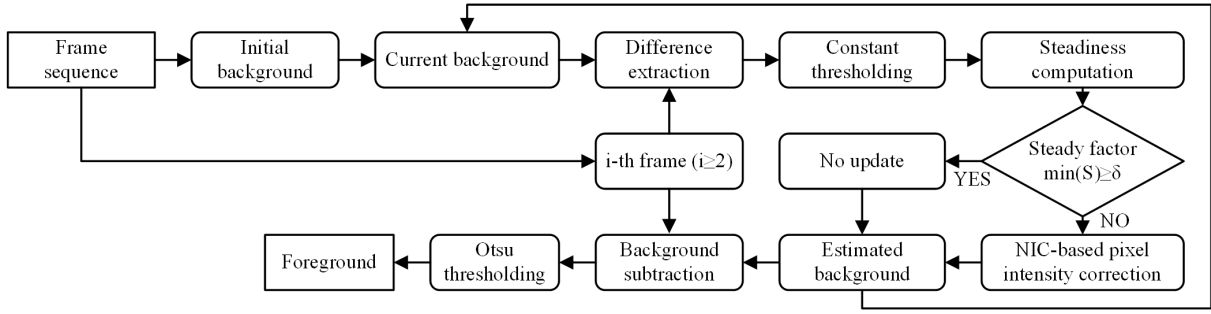 Frame
sequence
Initial
background
Current background
Difference
extraction
Constant
thresholding
Steadiness
computation
i-th frame (i≥2)
No update
YES
Steady factor
min(S)≥δ
NO
Foreground
Otsu
thresholding
Background
subtraction
Estimated
background
NIC-based pixel
intensity correction